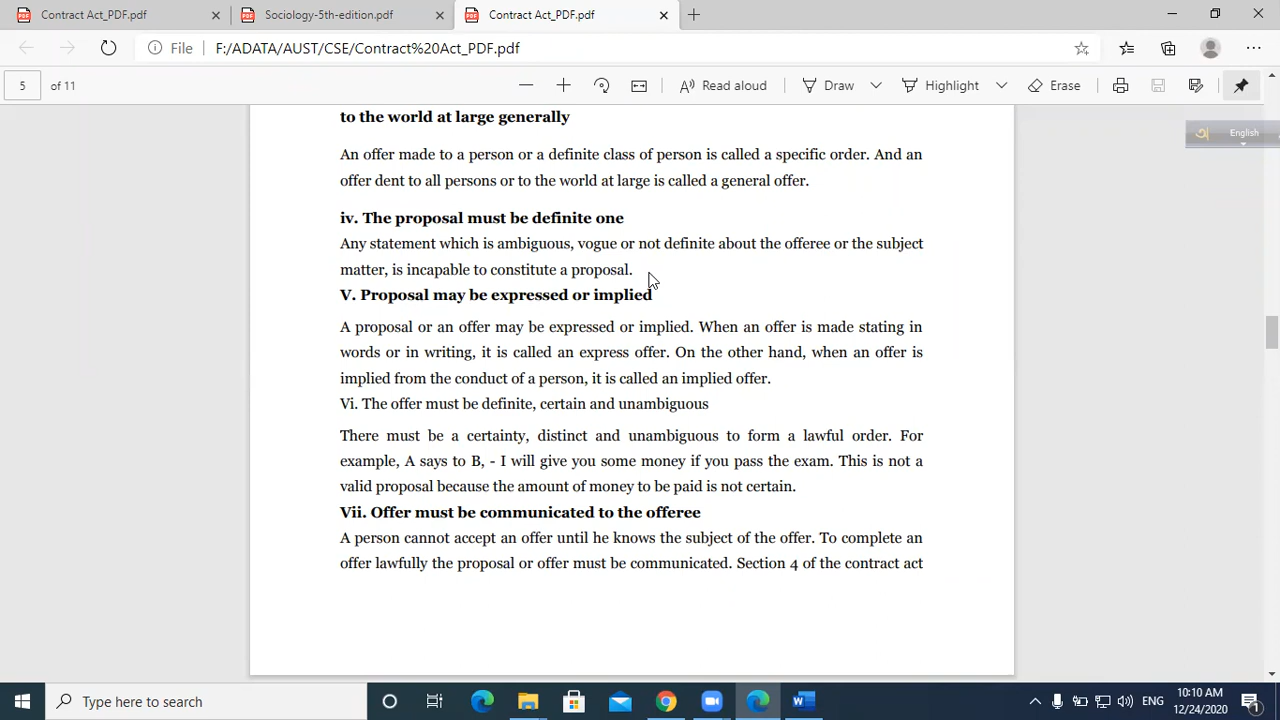 Contract Act_PDF.pdf
Sociology-5th-edition.pdf
Contract Act_PDF.pdf
File F:/ADATA/AUST/CSE/Contract%20Act_PDF.pdf
5 of 11
Read aloud
Draw
Highlight
Erase
English
to the world at large generally
An offer made to a person or a definite class of person is called a specific order. And an
offer dent to all persons or to the world at large is called a general offer.
iv. The proposal must be definite one
Any statement which is ambiguous, vogue or not definite about the offeree or the subject
matter, is incapable to constitute a proposal.
V. Proposal may be expressed or implied
A proposal or an offer may be expressed or implied. When an offer is made stating in
words or in writing, it is called an express offer. On the other hand, when an offer is
implied from the conduct of a person, it is called an implied offer.
Vi. The offer must be definite, certain and unambiguous
There must be a certainty, distinct and unambiguous to form a lawful order. For
example, A says to B, - I will give you some money if you pass the exam. This is not a
valid proposal because the amount of money to be paid is not certain.
Vii. Offer must be communicated to the offeree
A person cannot accept an offer until he knows the subject of the offer. To complete an
offer lawfully the proposal or offer must be communicated. Section 4 of the contract act
Type here to search
ENG
10:10 AM
12/24/2020